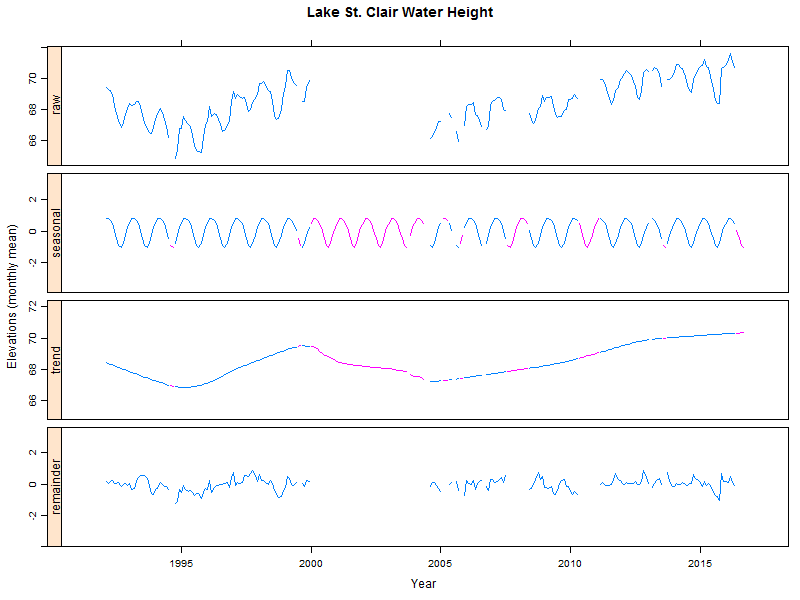 Lake St. Clair Water Height
Elevations (monthly mean)
raw
70
68
66
seasonal
2
0
-2
trend
72
70
68
66
remainder
2
0
-2
1995 2000 2005 2010 2015
Year